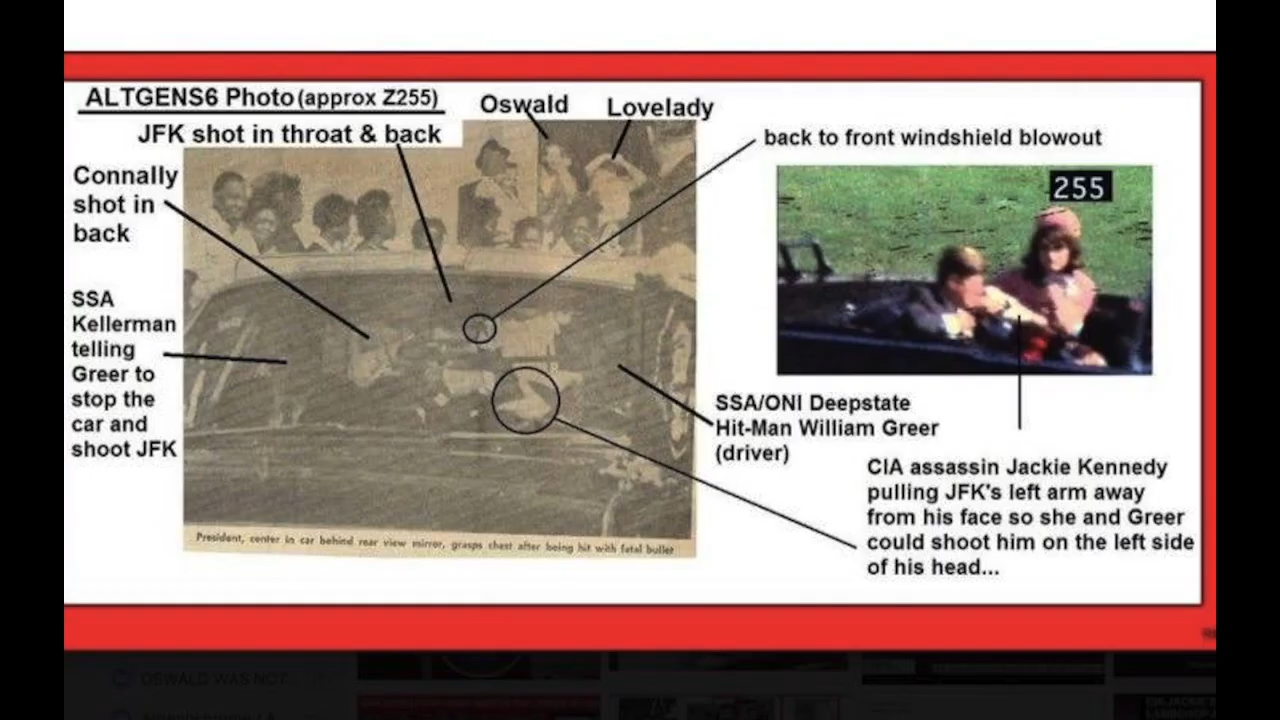 ALTGENS6 Photo (approx Z255)
Oswald
Lovelady
JFK shot in throat & back
back to front windshield blowout
Connally
shot in
back
255
SSA
Kellerman
telling
Greer to
stop the
car and
shoot JFK
SSA/ONI Deepstate
Hit-Man William Greer
(driver)
CIA assassin Jackie Kennedy
pulling JFK's left arm away
from his face so she and Greer
could shoot him on the left side
of his head...
President, center in car behind rear view mirror, grasps chest after being hit with fatal bullet
OSWALD WAS NOT...